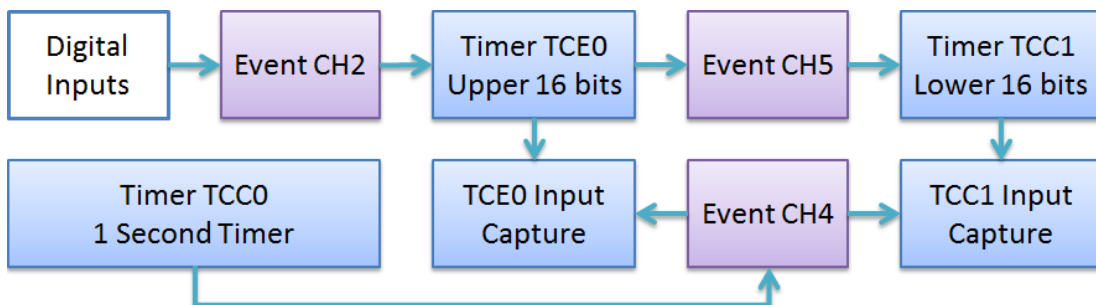 Digital
Inputs
Event CH2
Timer TCE0
Upper 16 bits
Event CH5
Timer TCC1
Lower 16 bits
Timer TCC0
1 Second Timer
TCE0 Input
Capture
Event CH4
TCC1 Input
Capture